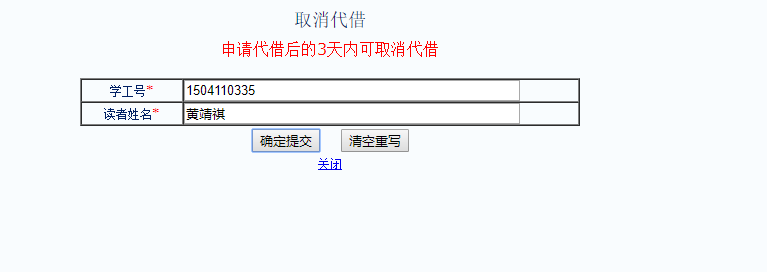 取消代借
申请代借后的3天内可取消代借
学工号* 1504110335
读者姓名* 黄靖祺
确定提交 清空重写
关闭